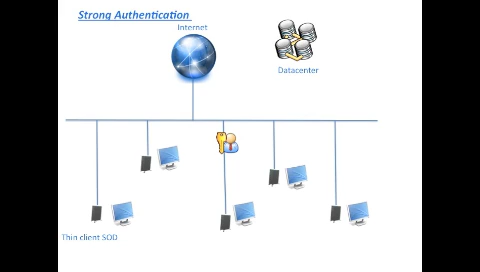 Strong Authentication
Internet
Datacenter
Thin client SOD